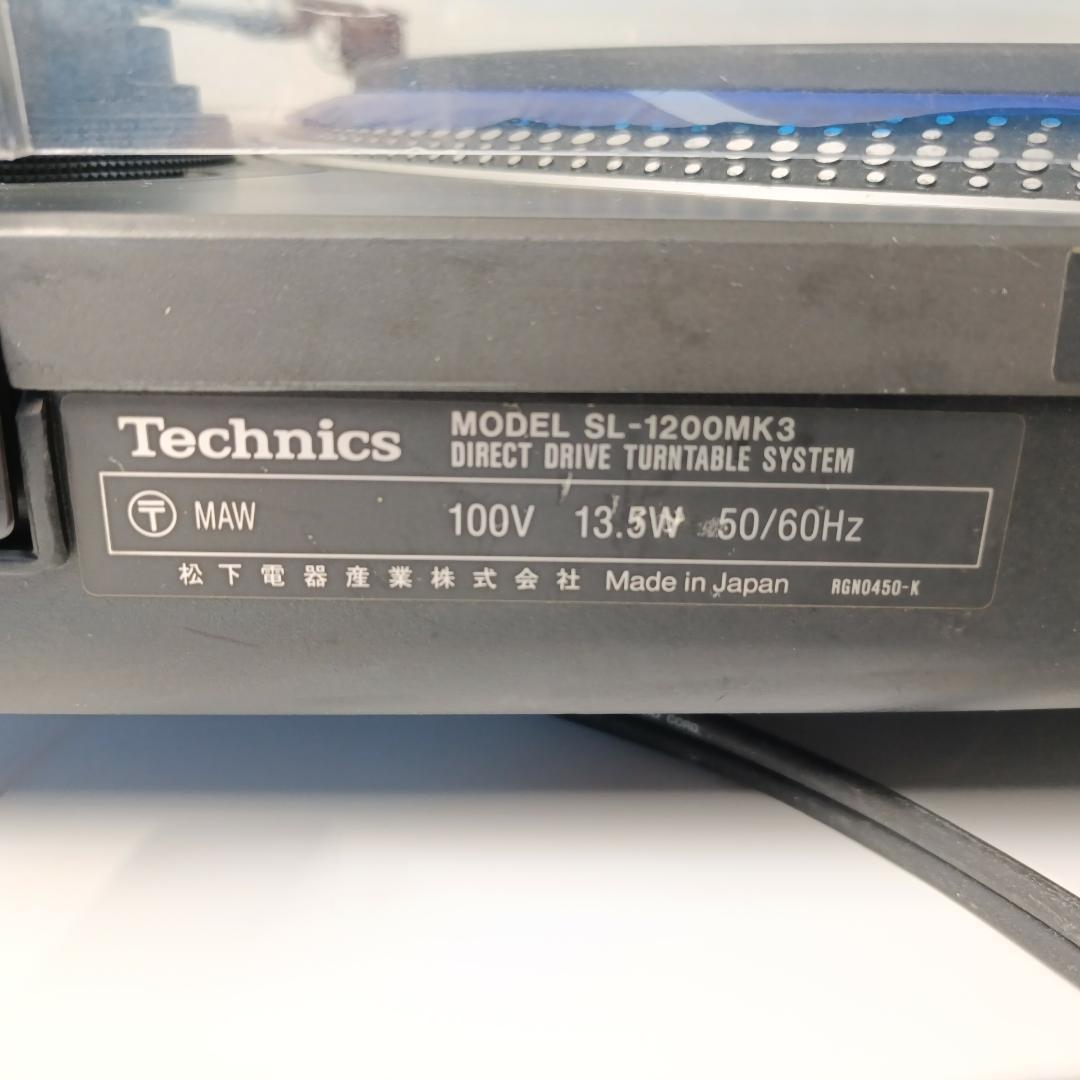 Technics
MODEL SL-1200MK3
DIRECT DRIVE TURNTABLE SYSTEM
〶 MAW 100V 13.5W 50/60Hz
松下電器産業株式会社 Made in Japan RGN0450-K
CORD